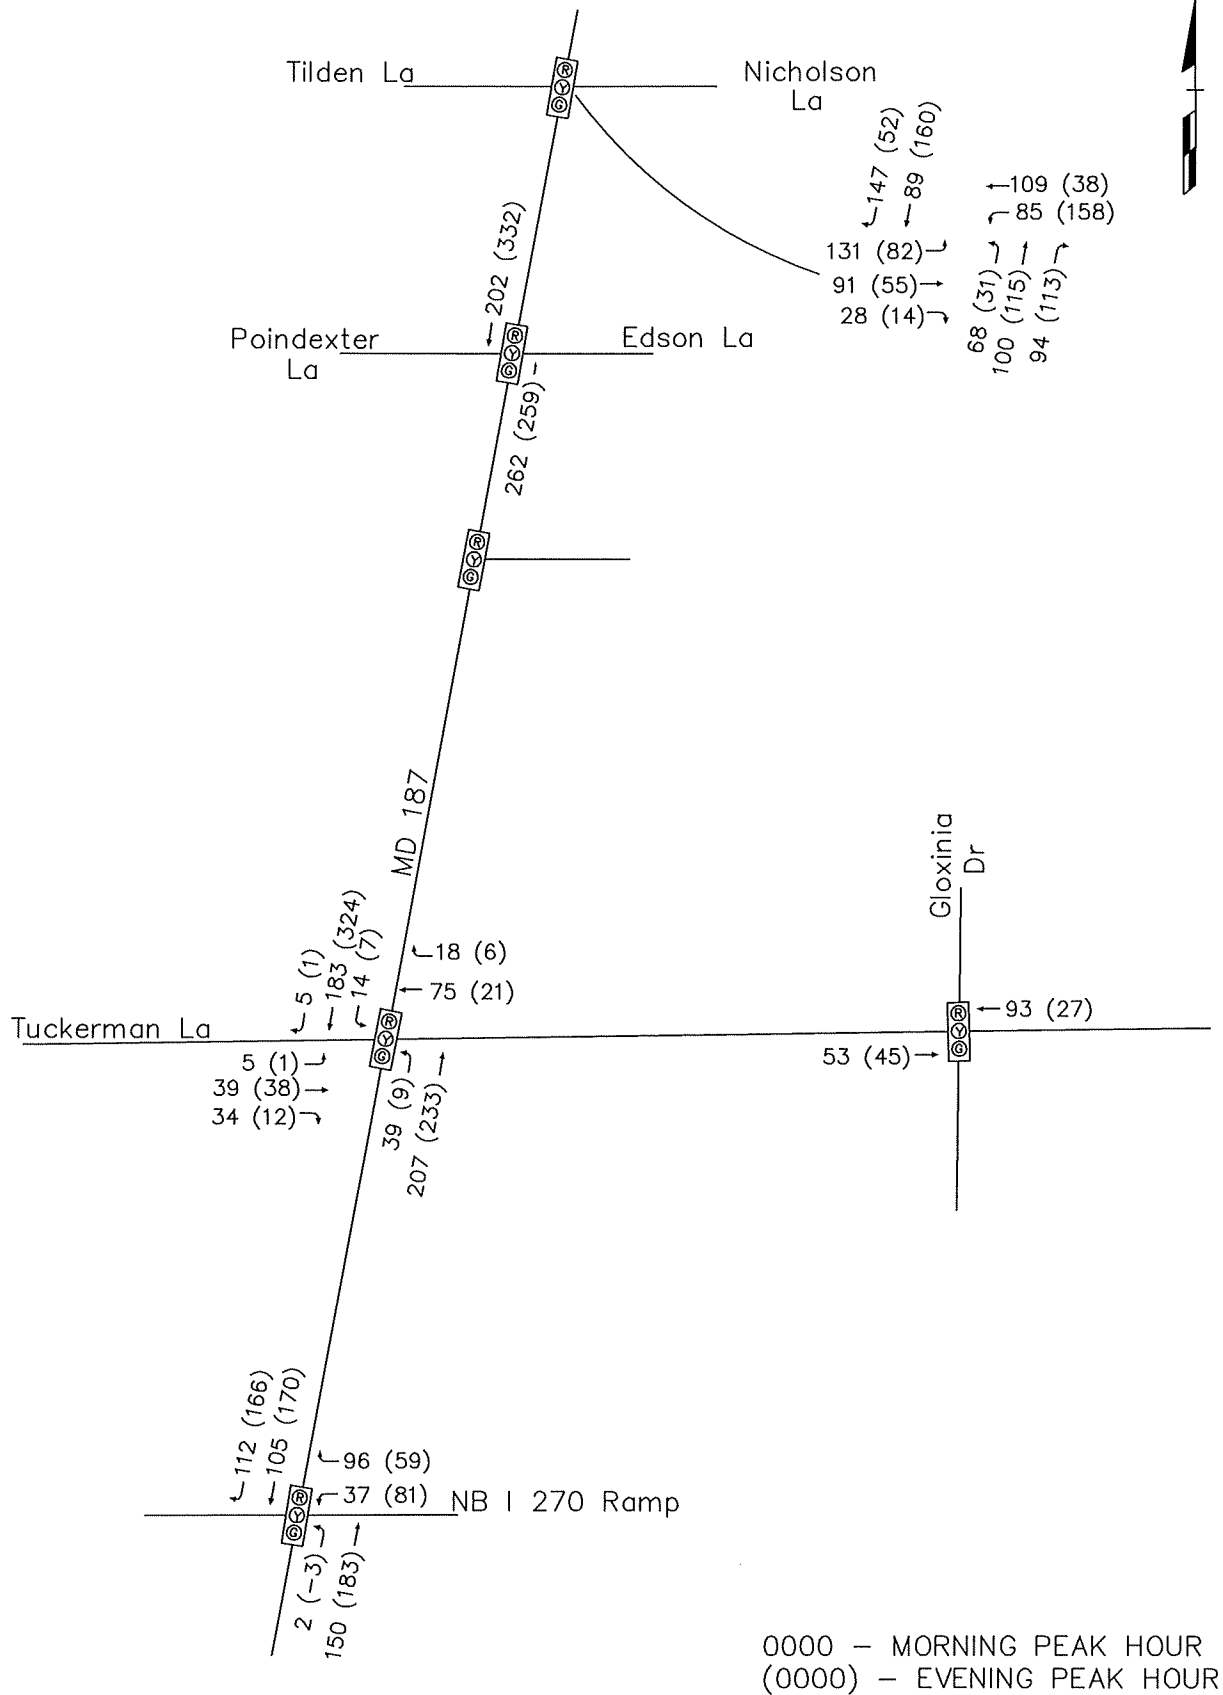 Tilden La
Nicholson
La
R
Y
G
147 (52)
89 (160)
109 (38)
85 (158)
131 (82)
91 (55)
28 (14)
68 (31)
100 (115)
94 (113)
202 (332)
Poindexter
La
R
Y
G
Edson La
262 (259)
R
Y
G
MD 187
Gloxinia
Dr
5 (1)
183 (324)
14 (7)
18 (6)
75 (21)
Tuckerman La
R
Y
G
5 (1)
39 (38)
34 (12)
39 (9)
207 (233)
R
Y
G
93 (27)
53 (45)
112 (166)
105 (170)
96 (59)
37 (81)
NB I 270 Ramp
R
Y
G
2 (-3)
150 (183)
0000 - MORNING PEAK HOUR
(0000) - EVENING PEAK HOUR